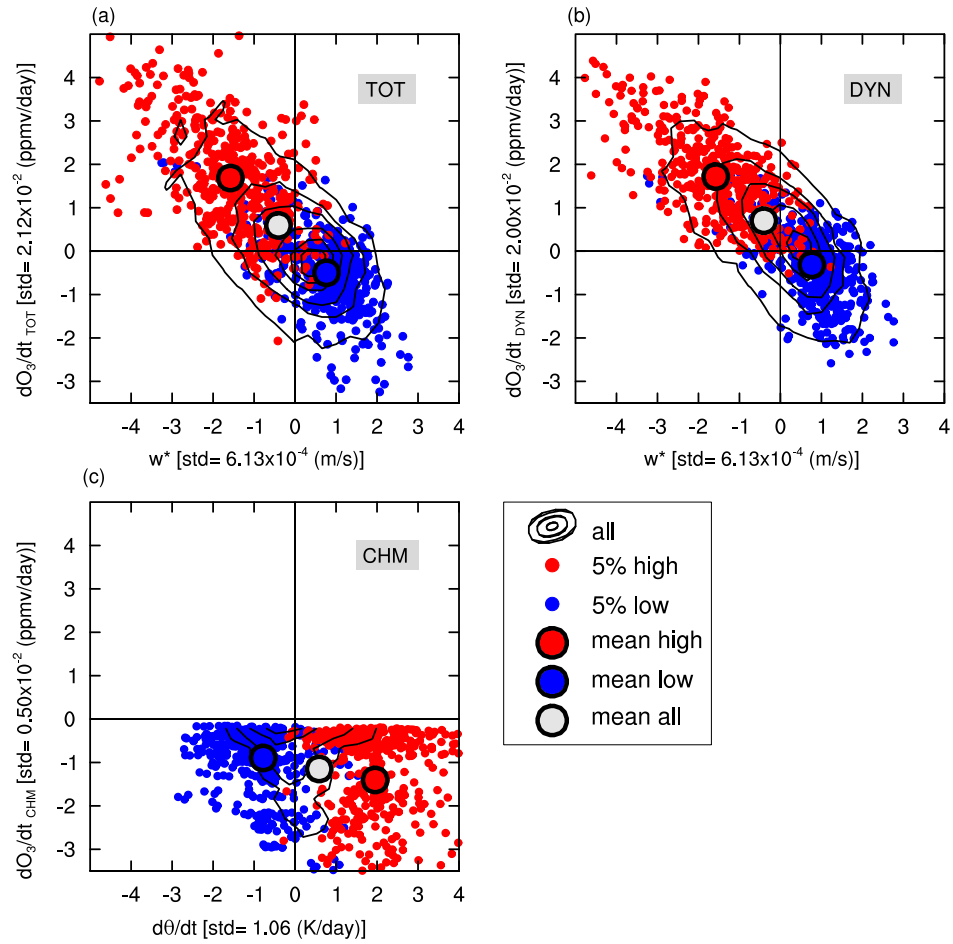 (a)
TOT
4
3
2
1
0
-1
-2
-3
-4 -3 -2 -1 0 1 2 3 4
dO₃/dt TOT [std= 2.12x10⁻² (ppmv/day)]
w* [std= 6.13x10⁻⁴ (m/s)]
(b)
DYN
4
3
2
1
0
-1
-2
-3
-4 -3 -2 -1 0 1 2 3 4
dO₃/dt DYN [std= 2.00x10⁻² (ppmv/day)]
w* [std= 6.13x10⁻⁴ (m/s)]
(c)
CHM
4
3
2
1
0
-1
-2
-3
-4 -3 -2 -1 0 1 2 3 4
dO₃/dt CHM [std= 0.50x10⁻² (ppmv/day)]
dθ/dt [std= 1.06 (K/day)]
all
5% high
5% low
mean high
mean low
mean all